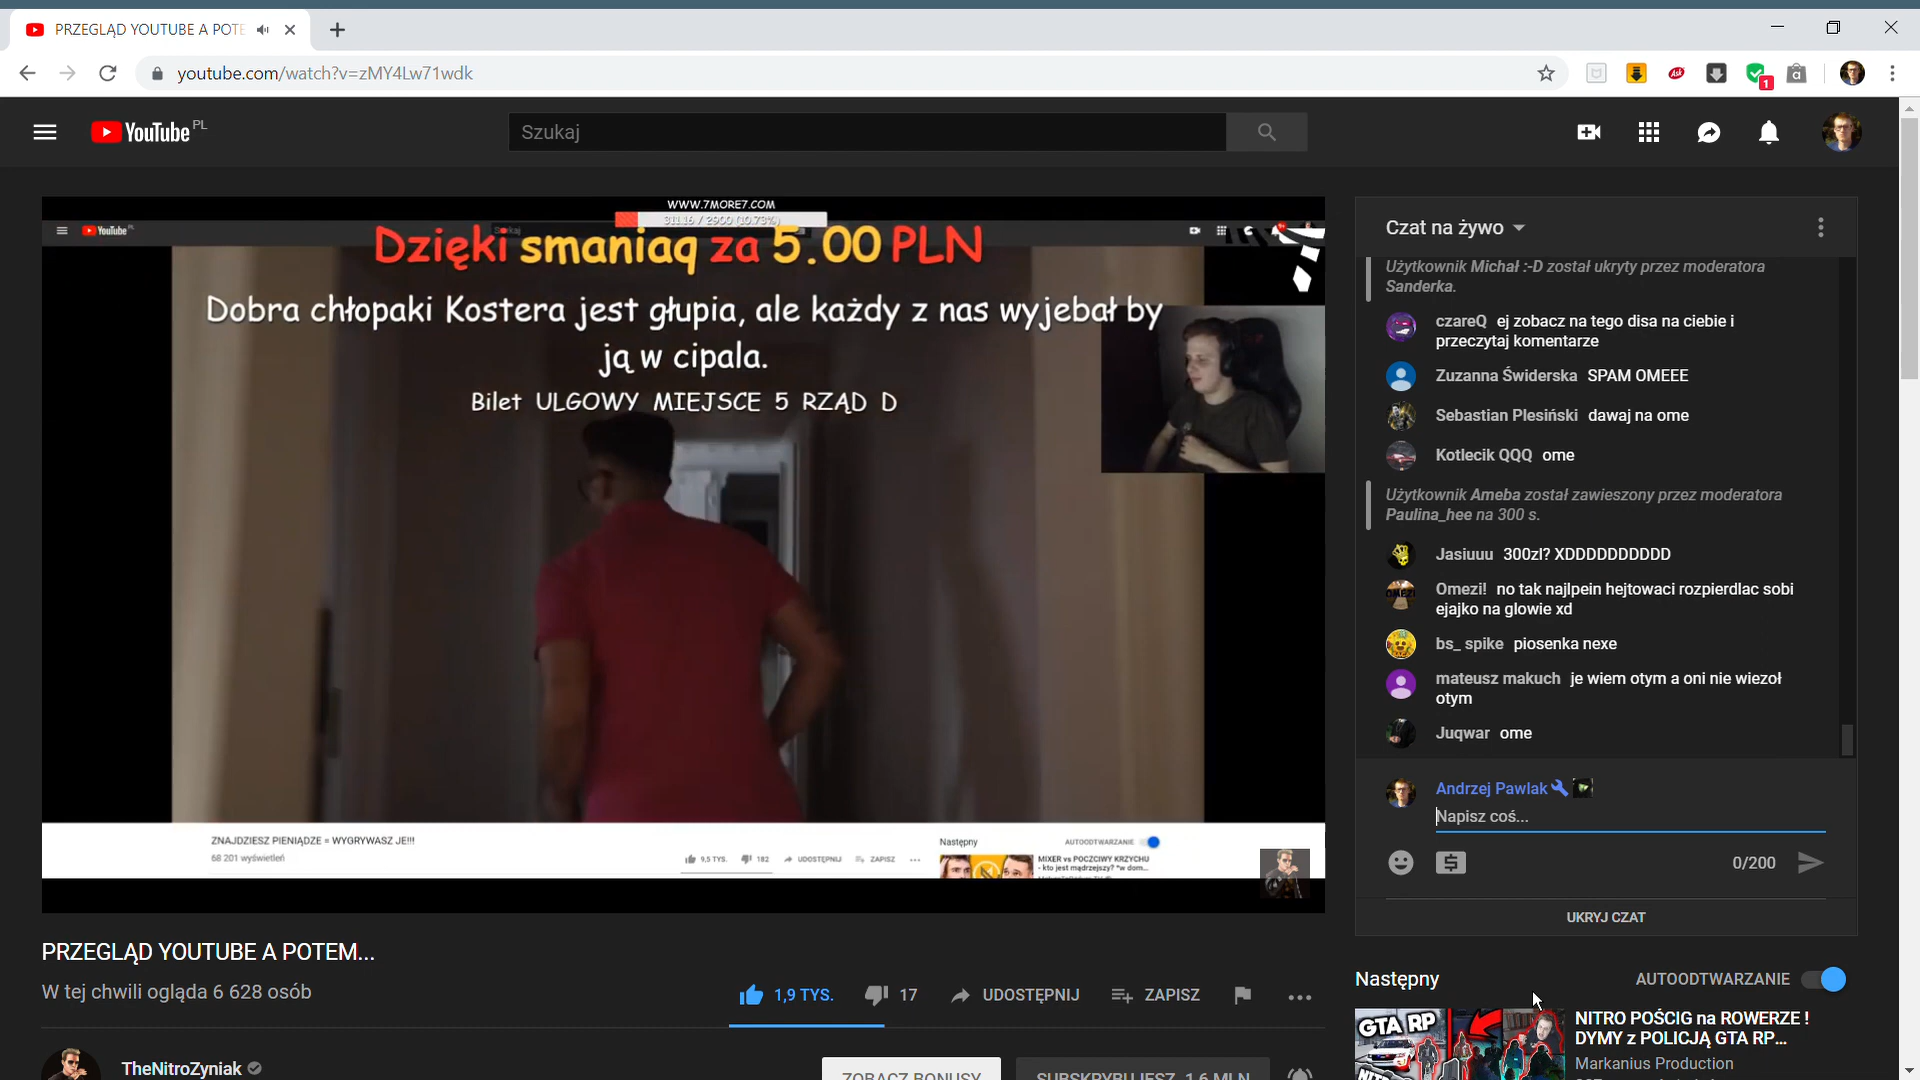 PRZEGLĄD YOUTUBE A POTE
youtube.com/watch?v=zMY4Lw71wdk
Ask
1
YouTube PL
Szukaj
WWW.7MORE7.COM
311.16 / 2900 (10.73%)
YouTube
Dzięki smaniaq za 5.00 PLN
Dobra chłopaki Kostera jest głupia, ale każdy z nas wyjebał by
ją w cipala.
Bilet ULGOWY MIEJSCE 5 RZĄD D
ZNAJDZIESZ PIENIĄDZE = WYGRYWASZ JE!!!
68 201 wyświetleń
9,5 TYS. 182 UDOSTĘPNIJ ZAPISZ
Następny AUTOODTWARZANIE
MIXER vs POCZCIWY KRZYCHU
- kto jest mądrzejszy? "w dom...
PRZEGLĄD YOUTUBE A POTEM...
W tej chwili ogląda 6 628 osób
1,9 TYS. 17 UDOSTĘPNIJ ZAPISZ
TheNitroZyniak
ZOBACZ BONUSY
SUBSKRYBUJESZ 1,6 MLN
Czat na żywo
Użytkownik Michał :-D został ukryty przez moderatora
Sanderka.
czareQ ej zobacz na tego disa na ciebie i
przeczytaj komentarze
Zuzanna Świderska SPAM OMEEE
Sebastian Plesiński dawaj na ome
Kotlecik QQQ ome
Użytkownik Ameba został zawieszony przez moderatora
Paulina_hee na 300 s.
Jasiuuu 300zl? XDDDDDDDDDD
Omezi! no tak najlpein hejtowaci rozpierdlac sobi
ejajko na glowie xd
bs_ spike piosenka nexe
mateusz makuch je wiem otym a oni nie wiezoł
otym
Juqwar ome
Andrzej Pawlak
Napisz coś...
0/200
UKRYJ CZAT
Następny AUTOODTWARZANIE
GTA RP
NITRO POŚCIG na ROWERZE !
DYMY z POLICJĄ GTA RP...
Markanius Production